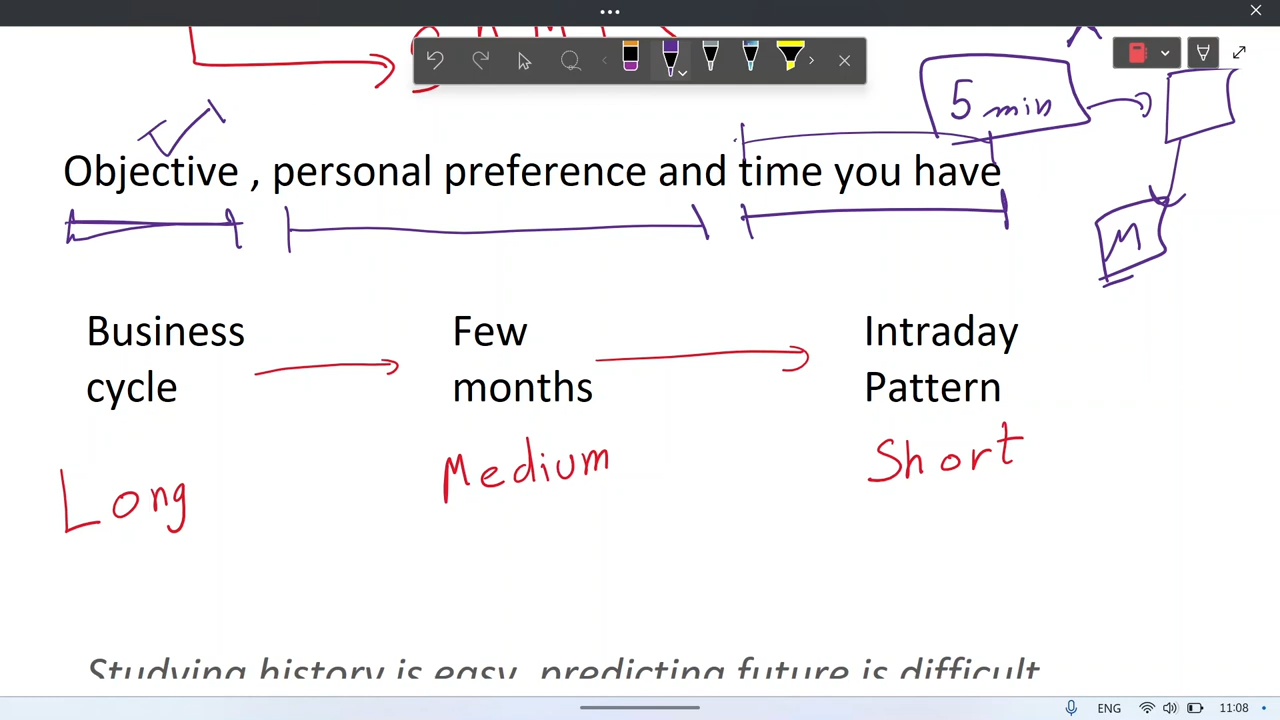 5 min
Objective , personal preference and time you have
M
Business cycle
Few months
Intraday Pattern
Long
Medium
Short
Studying history is easy, predicting future is difficult
ENG
11:08